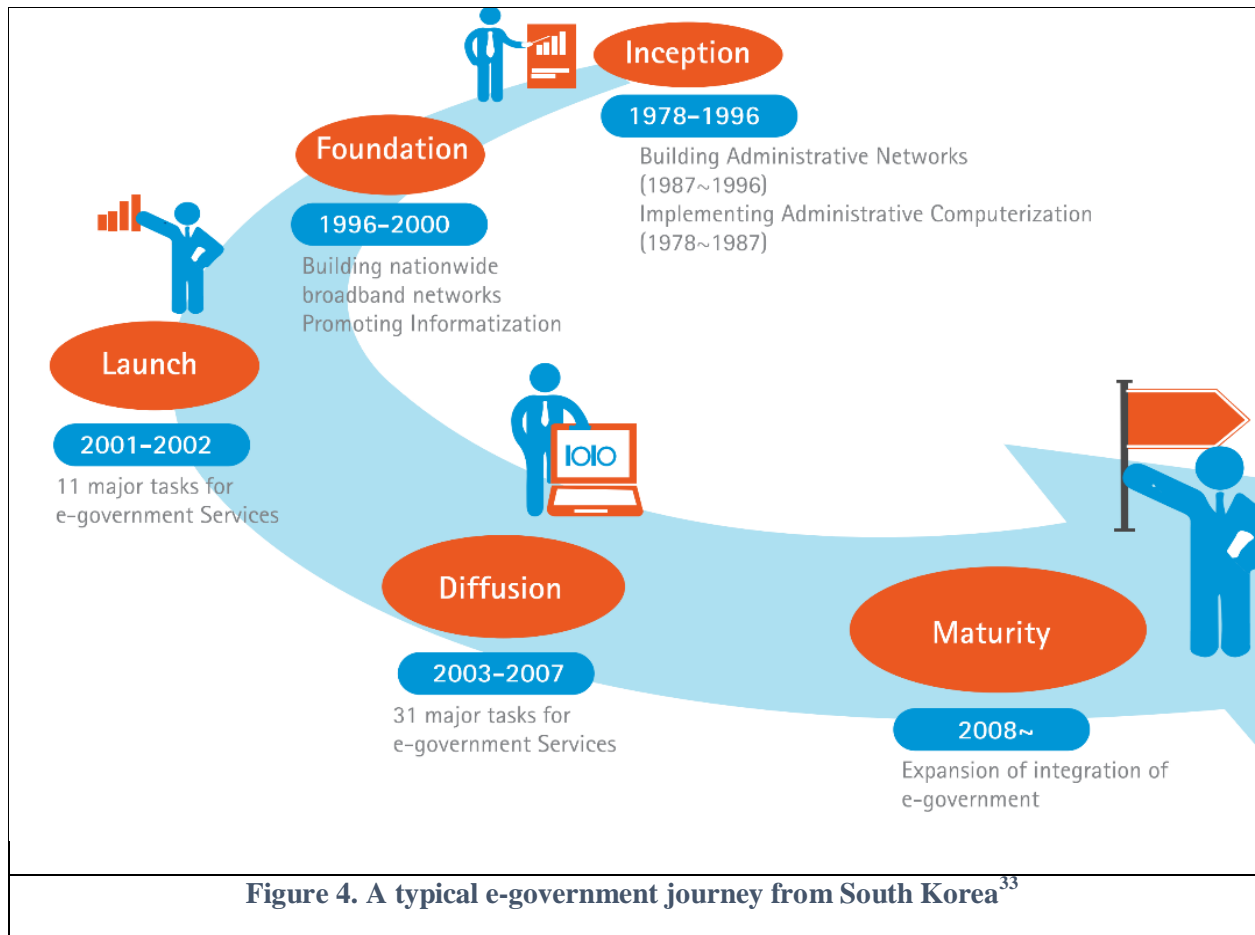 Inception
1978-1996
Building Administrative Networks
(1987~1996)
Implementing Administrative Computerization
(1978~1987)
Foundation
1996-2000
Building nationwide
broadband networks
Promoting Informatization
Launch
2001-2002
11 major tasks for
e-government Services
1010
Diffusion
2003-2007
31 major tasks for
e-government Services
Maturity
2008~
Expansion of integration of
e-government
Figure 4. A typical e-government journey from South Korea33